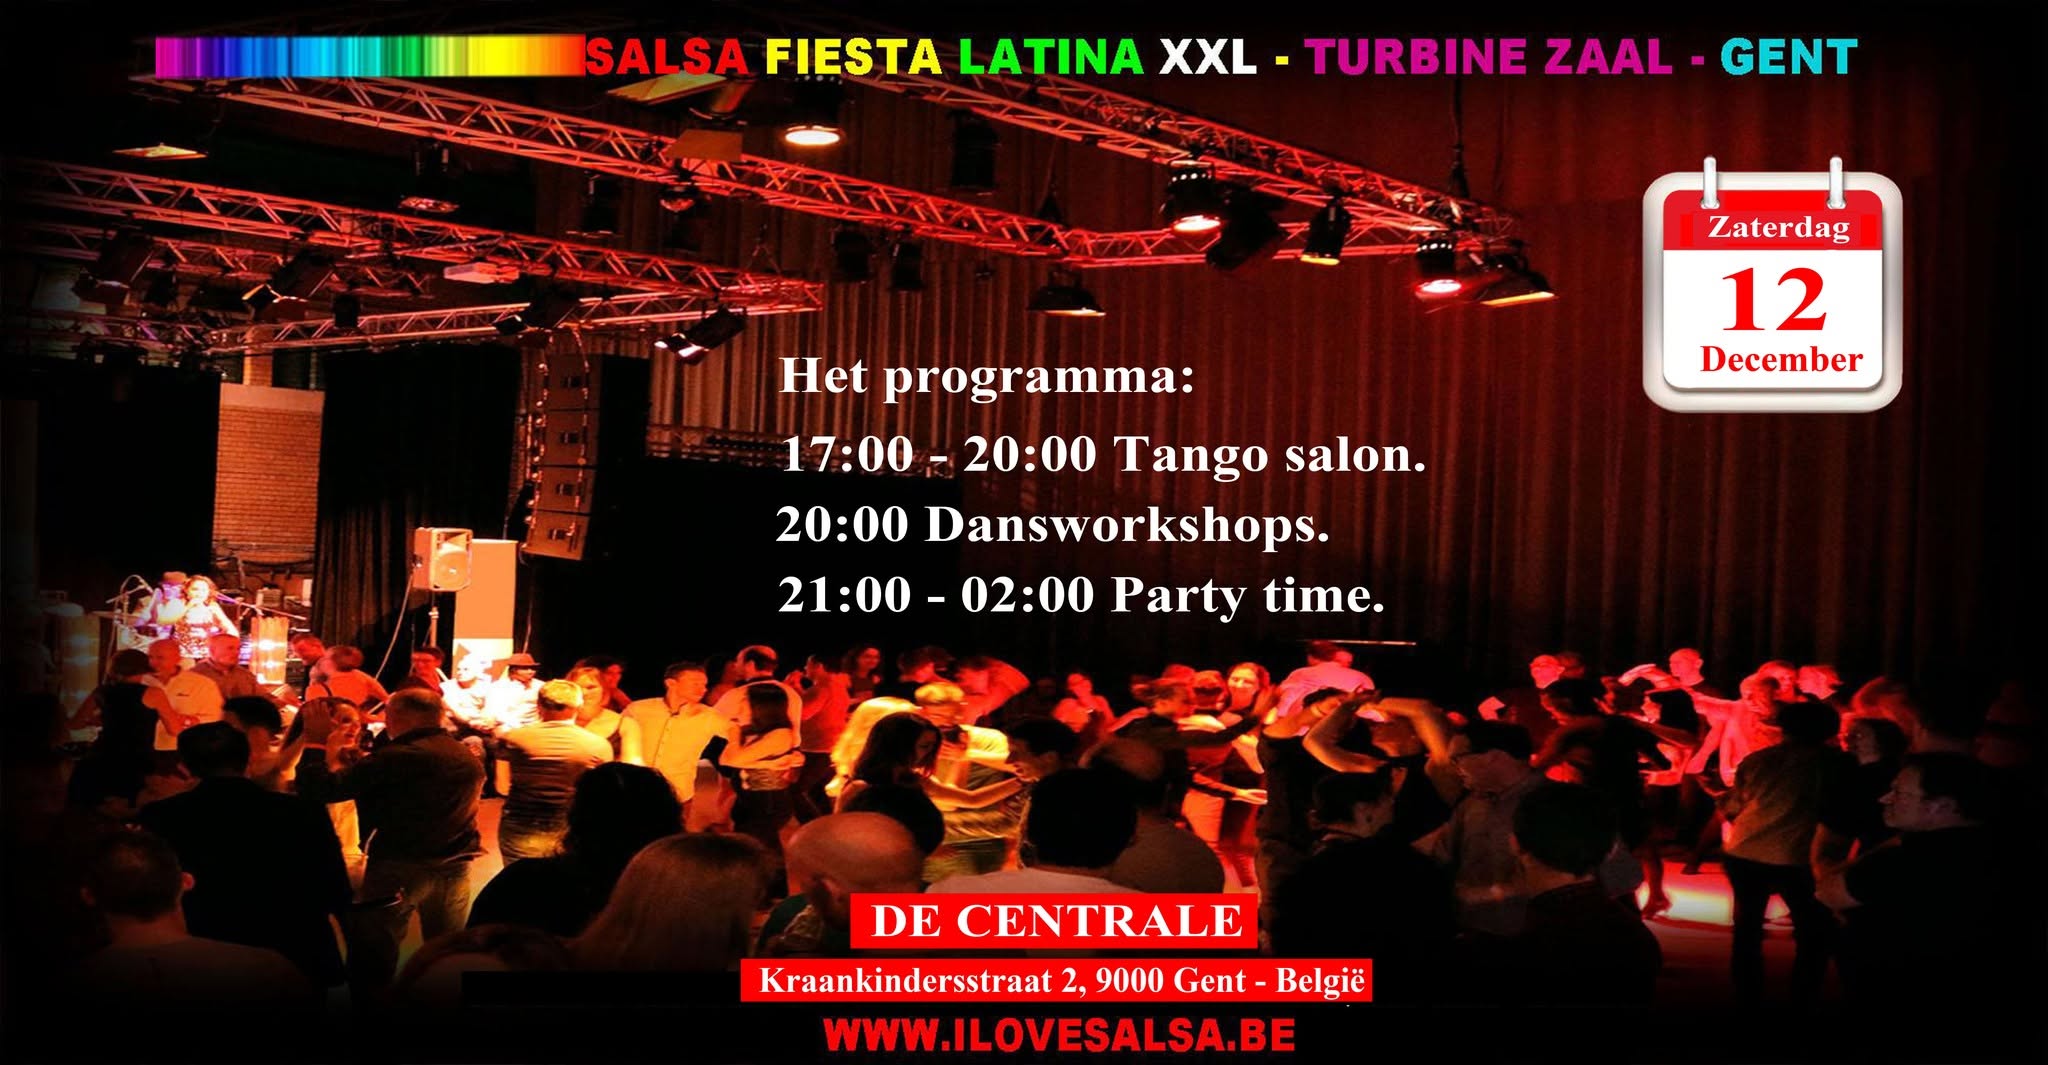 SALSA FIESTA LATINA XXL - TURBINE ZAAL - GENT
Zaterdag
12
December
Het programma:
17:00 - 20:00 Tango salon.
20:00 Dansworkshops.
21:00 - 02:00 Party time.
DE CENTRALE
Kraankindersstraat 2, 9000 Gent - België
WWW.ILOVESALSA.BE